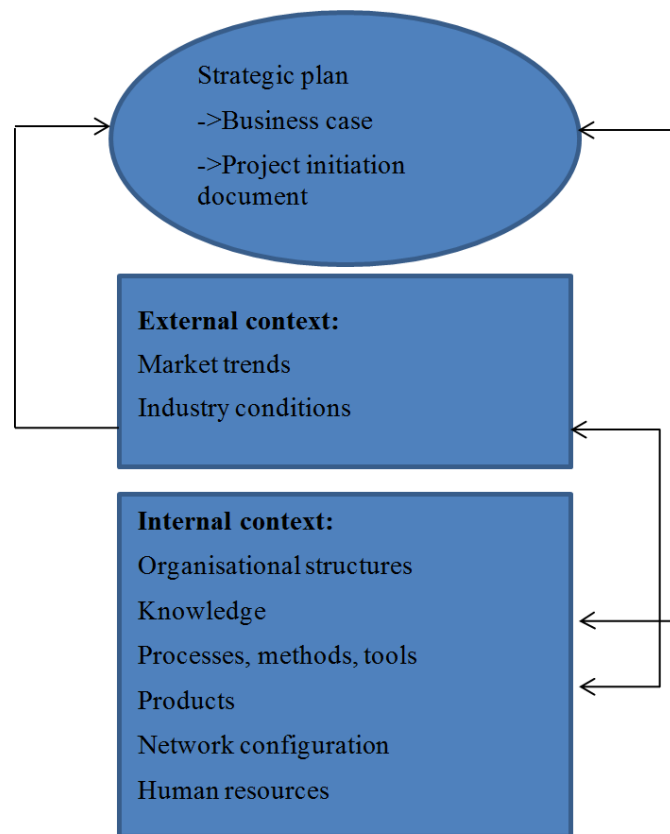 Strategic plan
->Business case
->Project initiation
document
External context:
Market trends
Industry conditions
Internal context:
Organisational structures
Knowledge
Processes, methods, tools
Products
Network configuration
Human resources